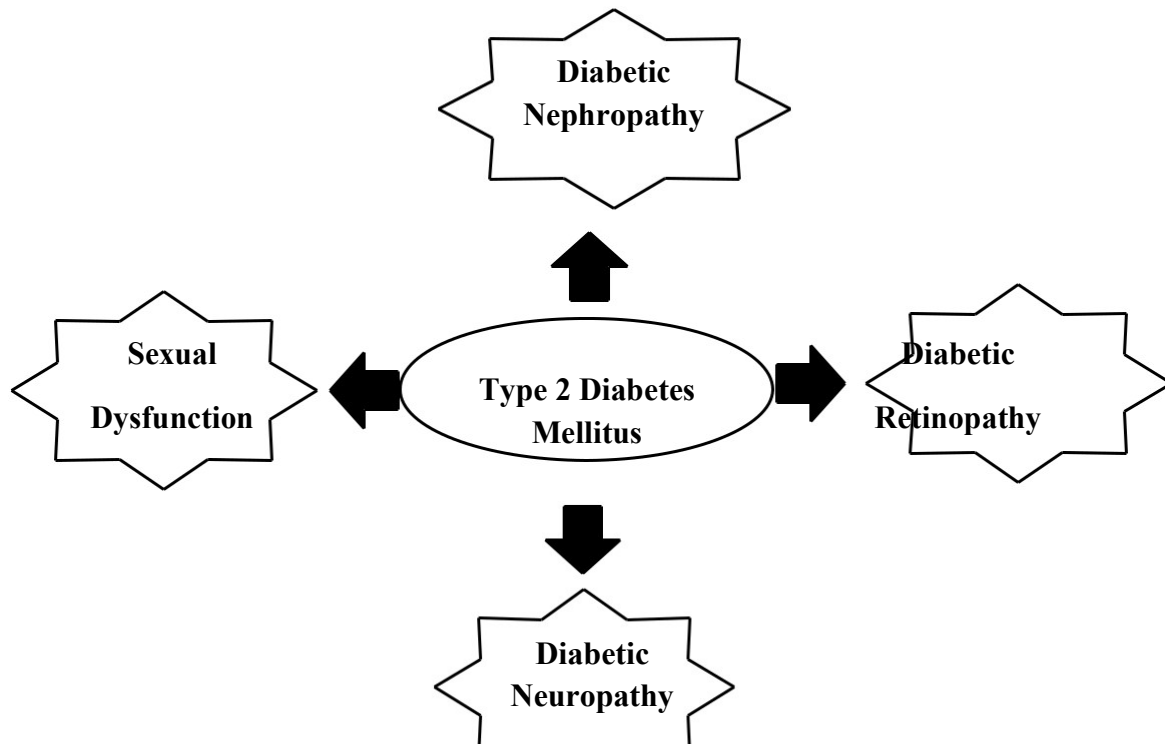 Diabetic
Nephropathy
Sexual
Dysfunction
Type 2 Diabetes
Mellitus
Diabetic
Retinopathy
Diabetic
Neuropathy